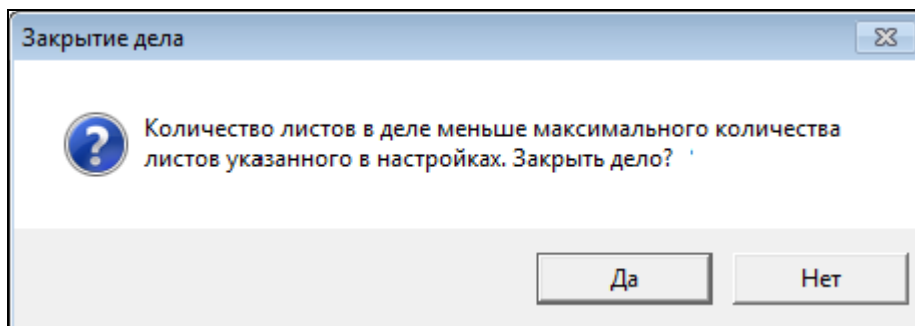 Закрытие дела
Количество листов в деле меньше максимального количества
листов указанного в настройках. Закрыть дело?
Да
Нет